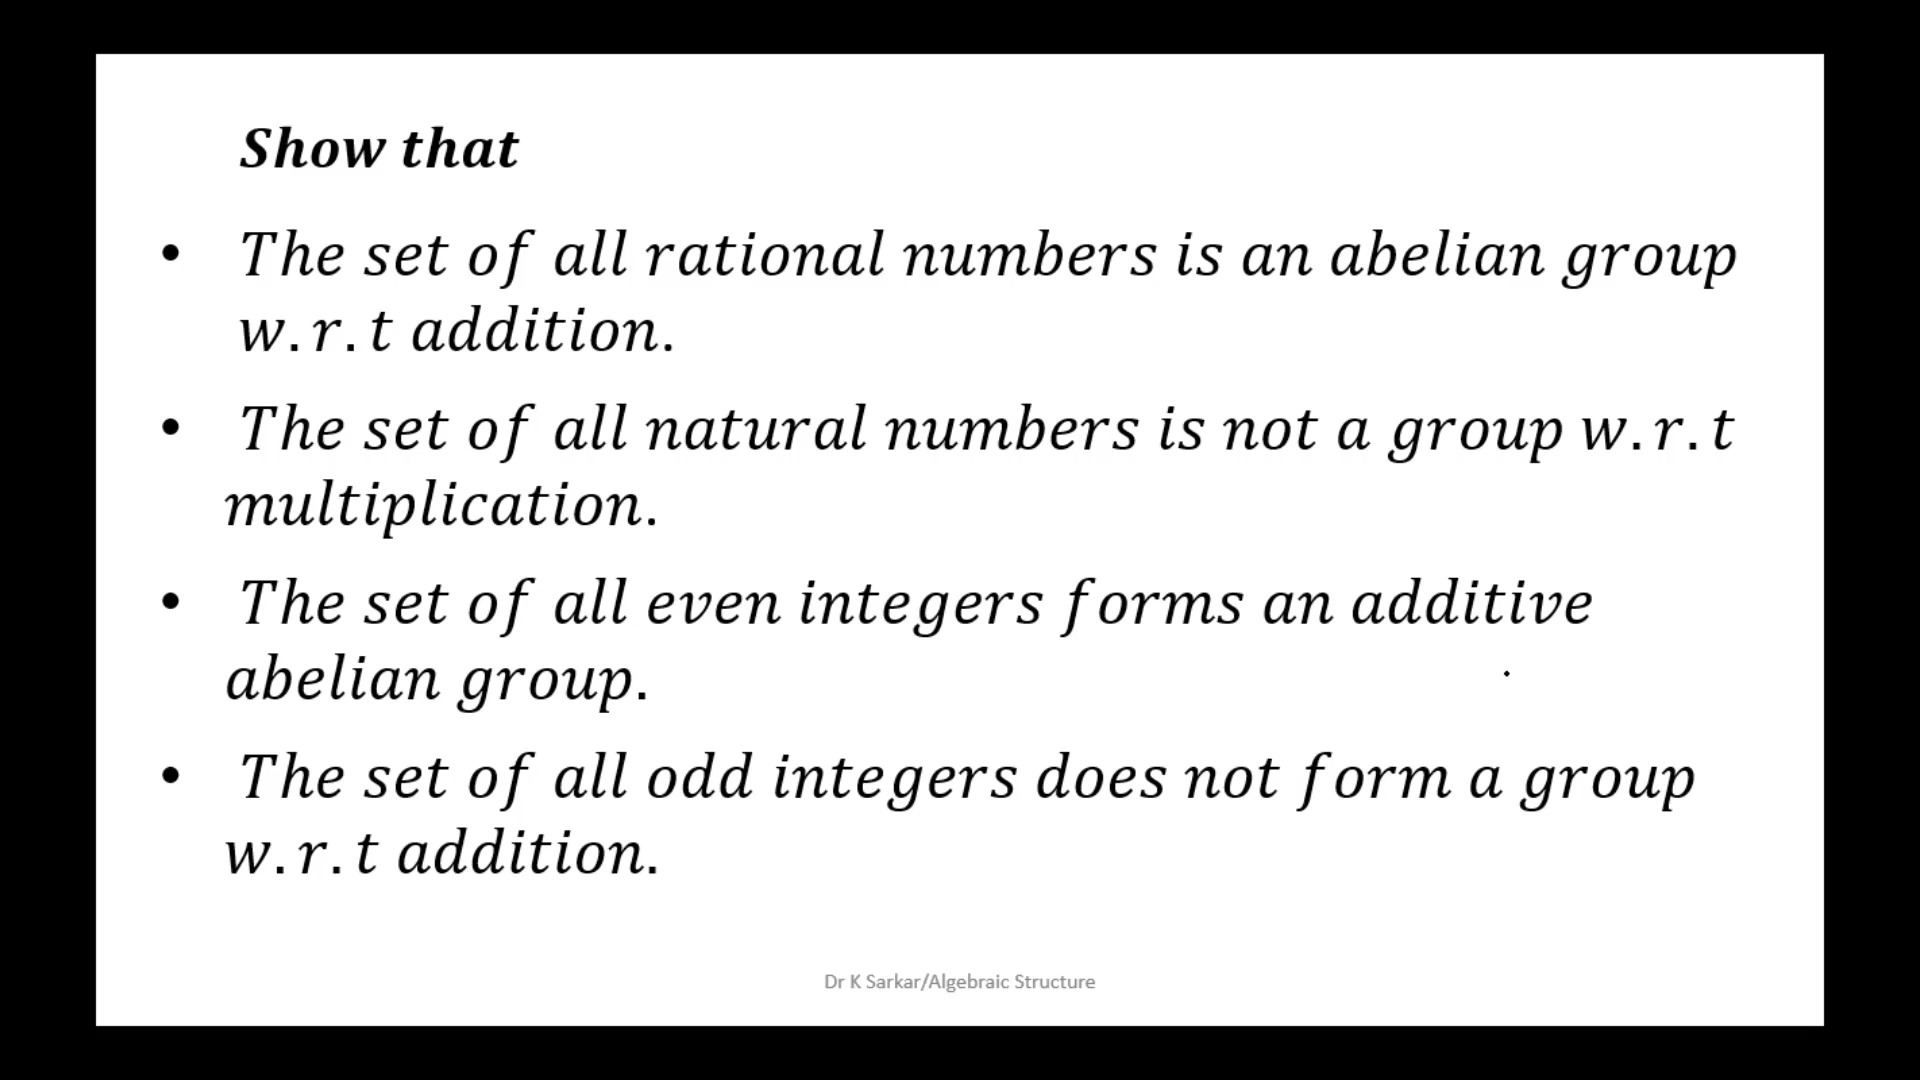 Show that
• The set of all rational numbers is an abelian group
w.r.t addition.
• The set of all natural numbers is not a group w.r.t
multiplication.
• The set of all even integers forms an additive
abelian group.
• The set of all odd integers does not form a group
w.r.t addition.
Dr K Sarkar/Algebraic Structure